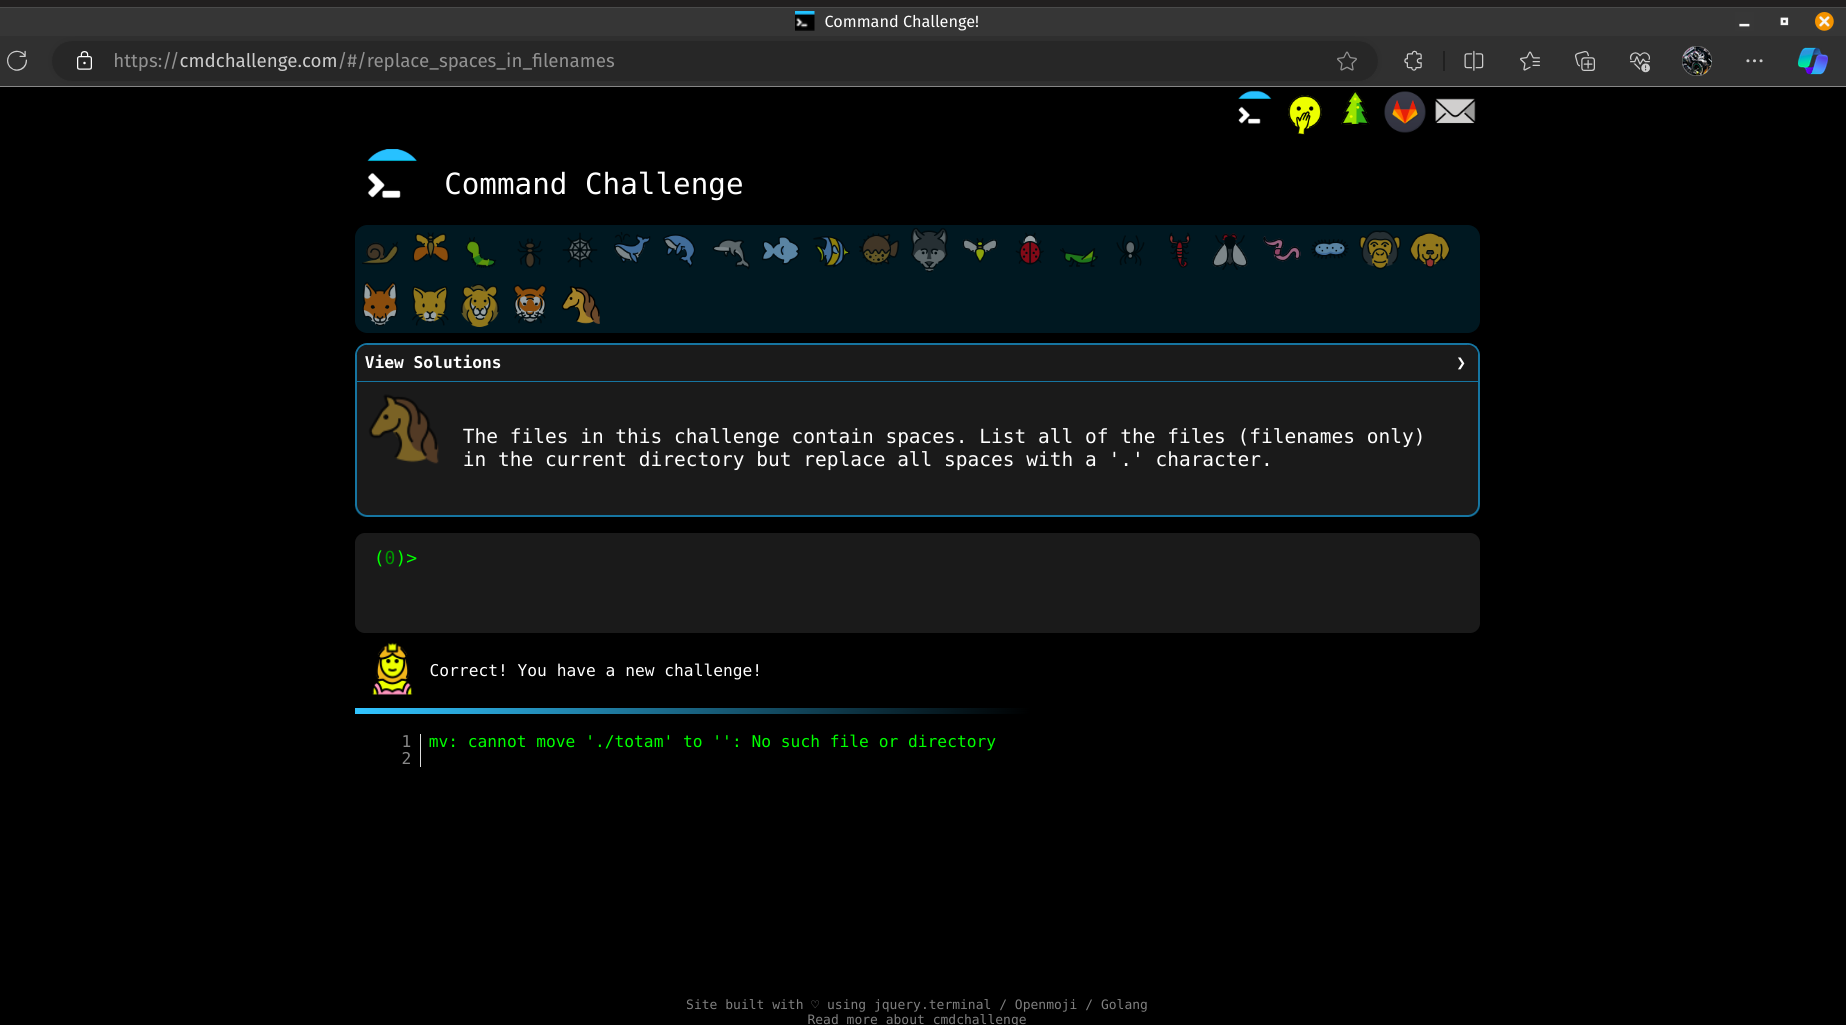 Command Challenge!
https://cmdchallenge.com/#/replace_spaces_in_filenames
Command Challenge
View Solutions ❯
The files in this challenge contain spaces. List all of the files (filenames only)
in the current directory but replace all spaces with a '.' character.
(0)>
Correct! You have a new challenge!
1 mv: cannot move './totam' to '': No such file or directory
2
Site built with ♡ using jquery.terminal / Openmoji / Golang
Read more about cmdchallenge